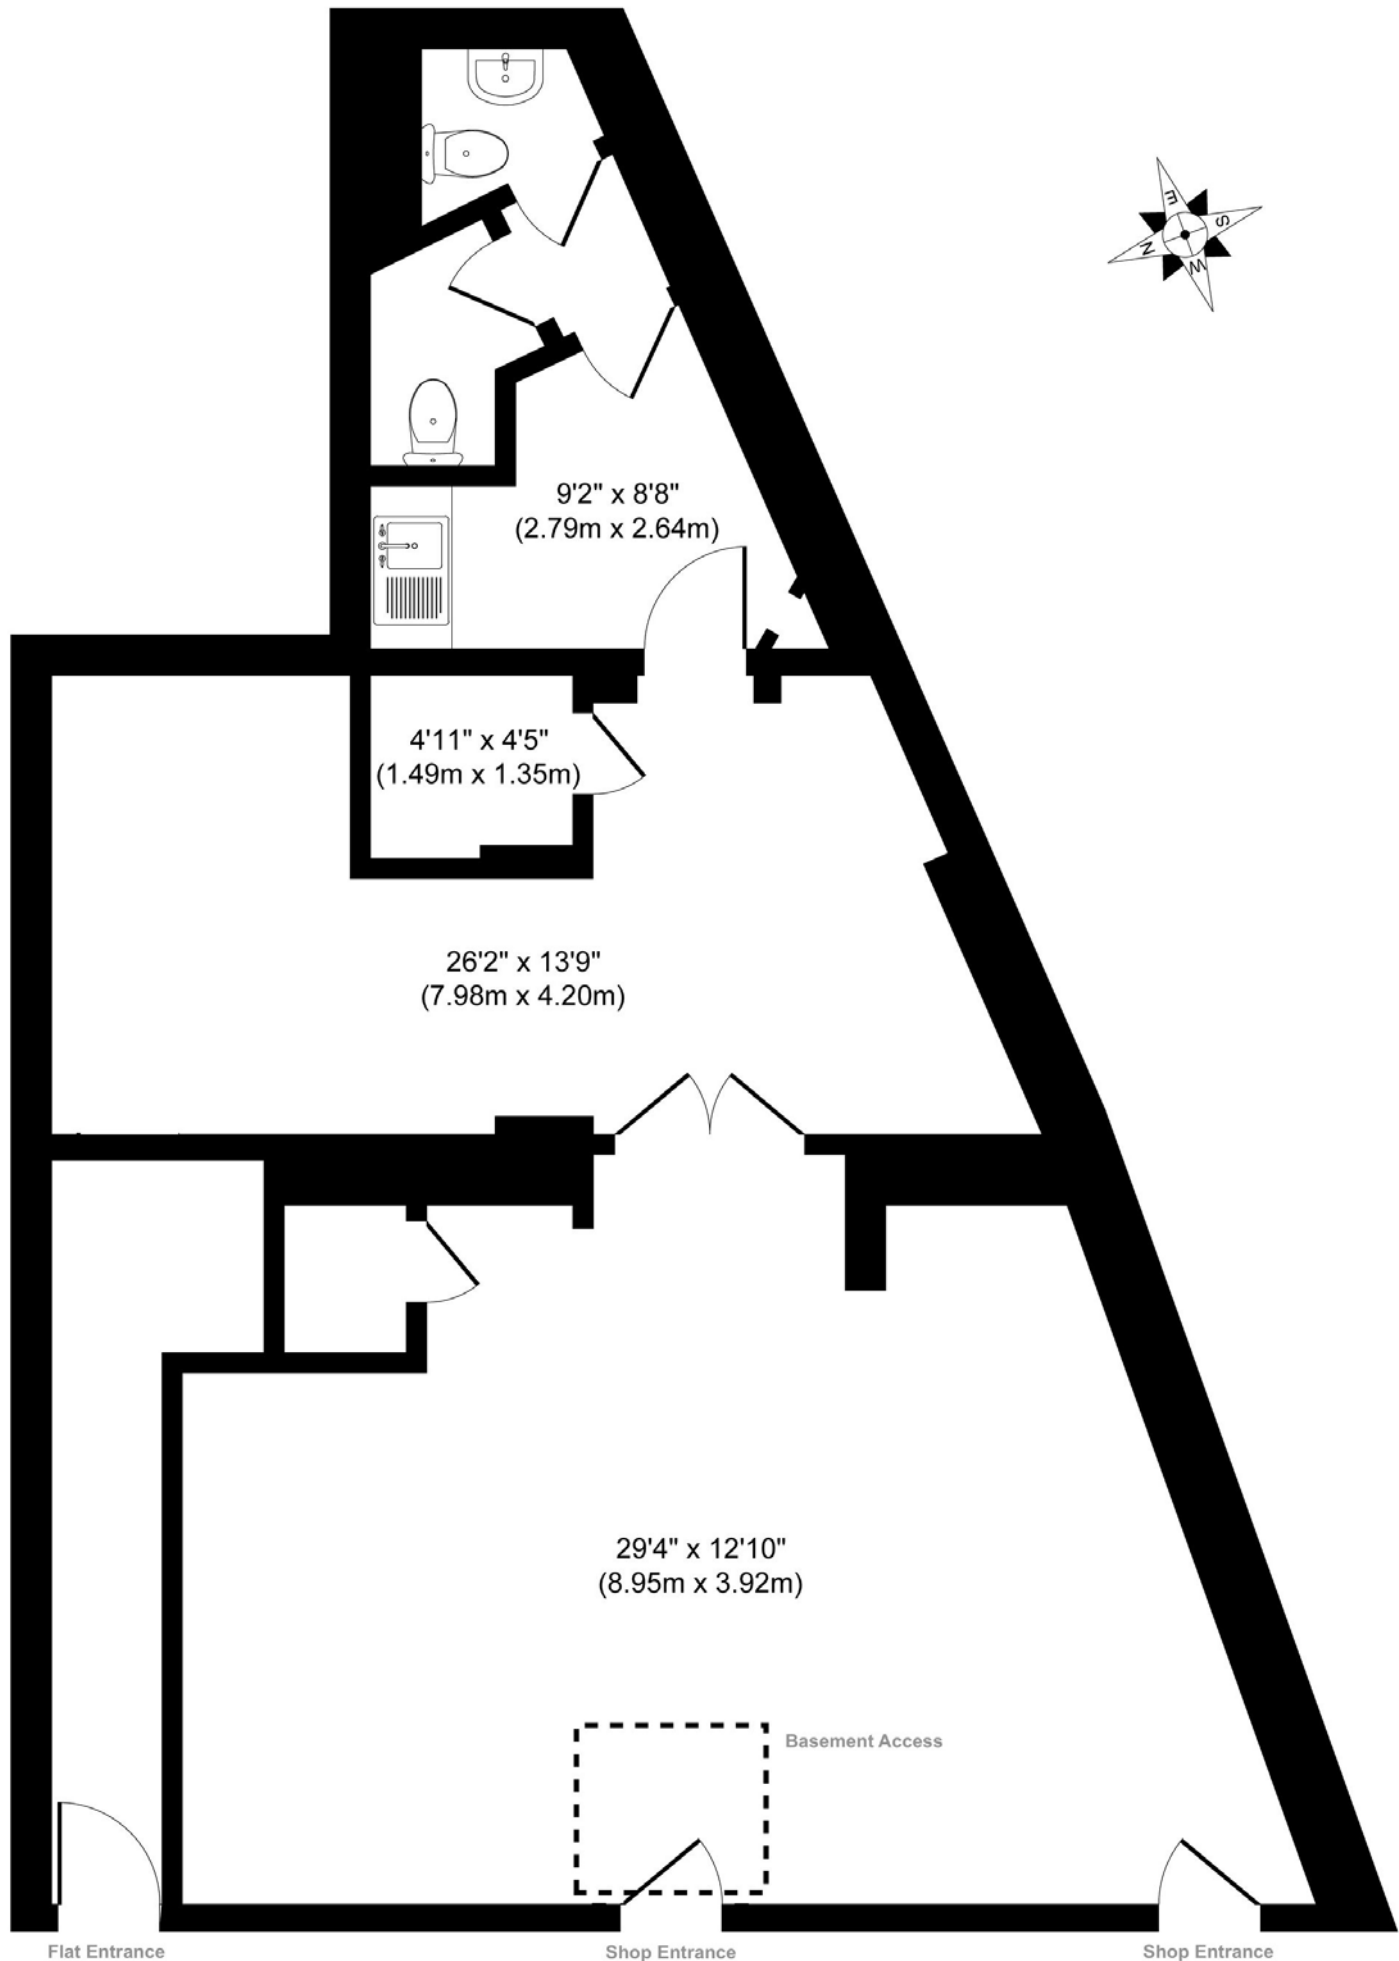 E
S
N
W
9'2" x 8'8"
(2.79m x 2.64m)
4'11" x 4'5"
(1.49m x 1.35m)
26'2" x 13'9"
(7.98m x 4.20m)
29'4" x 12'10"
(8.95m x 3.92m)
Basement Access
Flat Entrance
Shop Entrance
Shop Entrance